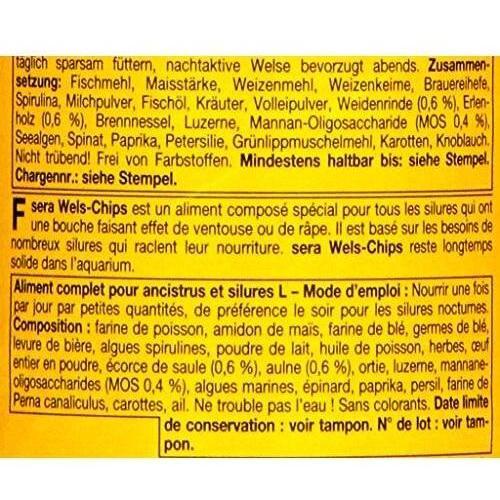 täglich sparsam füttern, nachtaktive Welse bevorzugt abends. Zusammen-
setzung: Fischmehl, Maisstärke, Weizenmehl, Weizenkeime, Brauereihefe,
Spirulina, Milchpulver, Fischöl, Kräuter, Volleipulver, Weidenrinde (0,6 %), Erlen-
holz (0,6 %), Brennnessel, Luzerne, Mannan-Oligosaccharide (MOS 0,4 %),
Seealgen, Spinat, Paprika, Petersilie, Grünlippmuschelmehl, Karotten, Knoblauch.
Nicht trübend! Frei von Farbstoffen. Mindestens haltbar bis: siehe Stempel.
Chargennr.: siehe Stempel.
F sera Wels-Chips est un aliment composé spécial pour tous les silures qui ont
une bouche faisant effet de ventouse ou de râpe. Il est basé sur les besoins de
nombreux silures qui raclent leur nourriture. sera Wels-Chips reste longtemps
solide dans l'aquarium.
Aliment complet pour ancistrus et silures L – Mode d'emploi : Nourrir une fois
par jour par petites quantités, de préférence le soir pour les silures nocturnes.
Composition : farine de poisson, amidon de maïs, farine de blé, germes de blé,
levure de bière, algues spirulines, poudre de lait, huile de poisson, herbes, œuf
entier en poudre, écorce de saule (0,6 %), aulne (0,6 %), ortie, luzerne, mannane-
oligosaccharides (MOS 0,4 %), algues marines, épinard, paprika, persil, farine de
Perna canaliculus, carottes, ail. Ne trouble pas l'eau ! Sans colorants. Date limite
de conservation : voir tampon. N° de lot : voir tam-
pon.